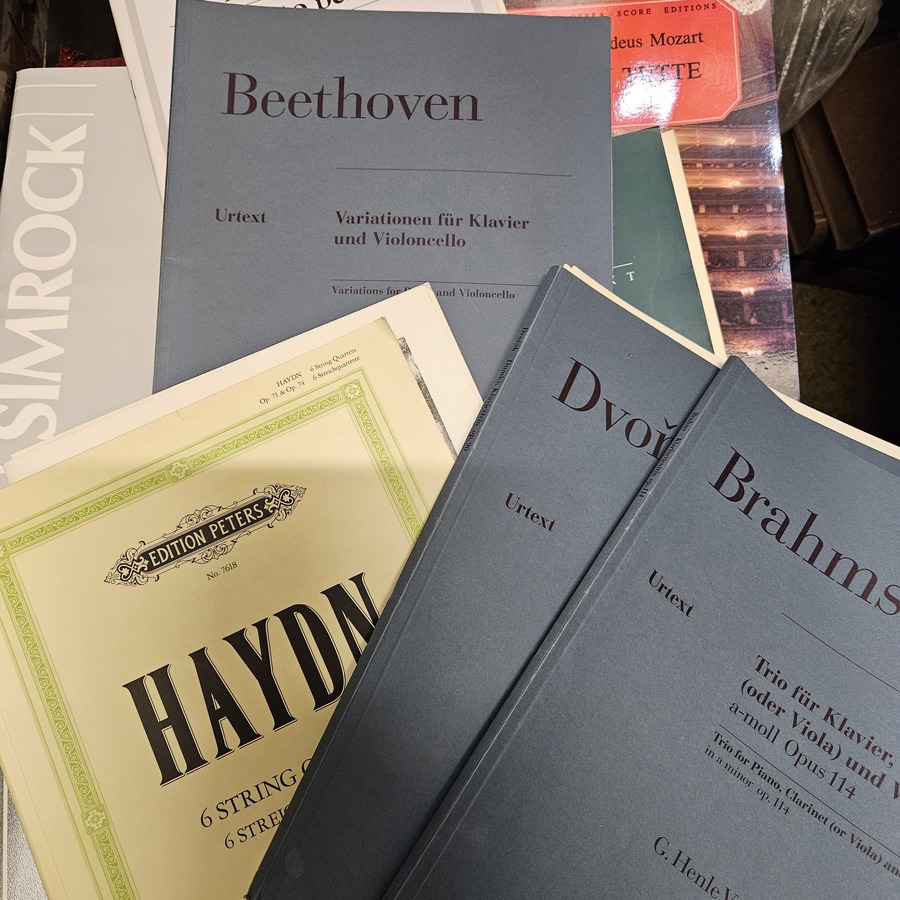 SCORE EDITIONS
deus Mozart
TUTTE
SIMROCK
Beethoven
Urtext
Variationen für Klavier
und Violoncello
Variations for and Violoncello
HAYDN 6 String Quartets
Op. 71 & Op. 74 6 Streichquartette
EDITION PETERS
No. 7618
HAYDN
6 STRING
6 STREI
Dvoř
Urtext
Brahms
Urtext
Trio für Klavier,
(oder Viola) und
a-moll Opus 114
Trio for Piano, Clarinet (or Viola) and
in a minor op. 114
G. Henle